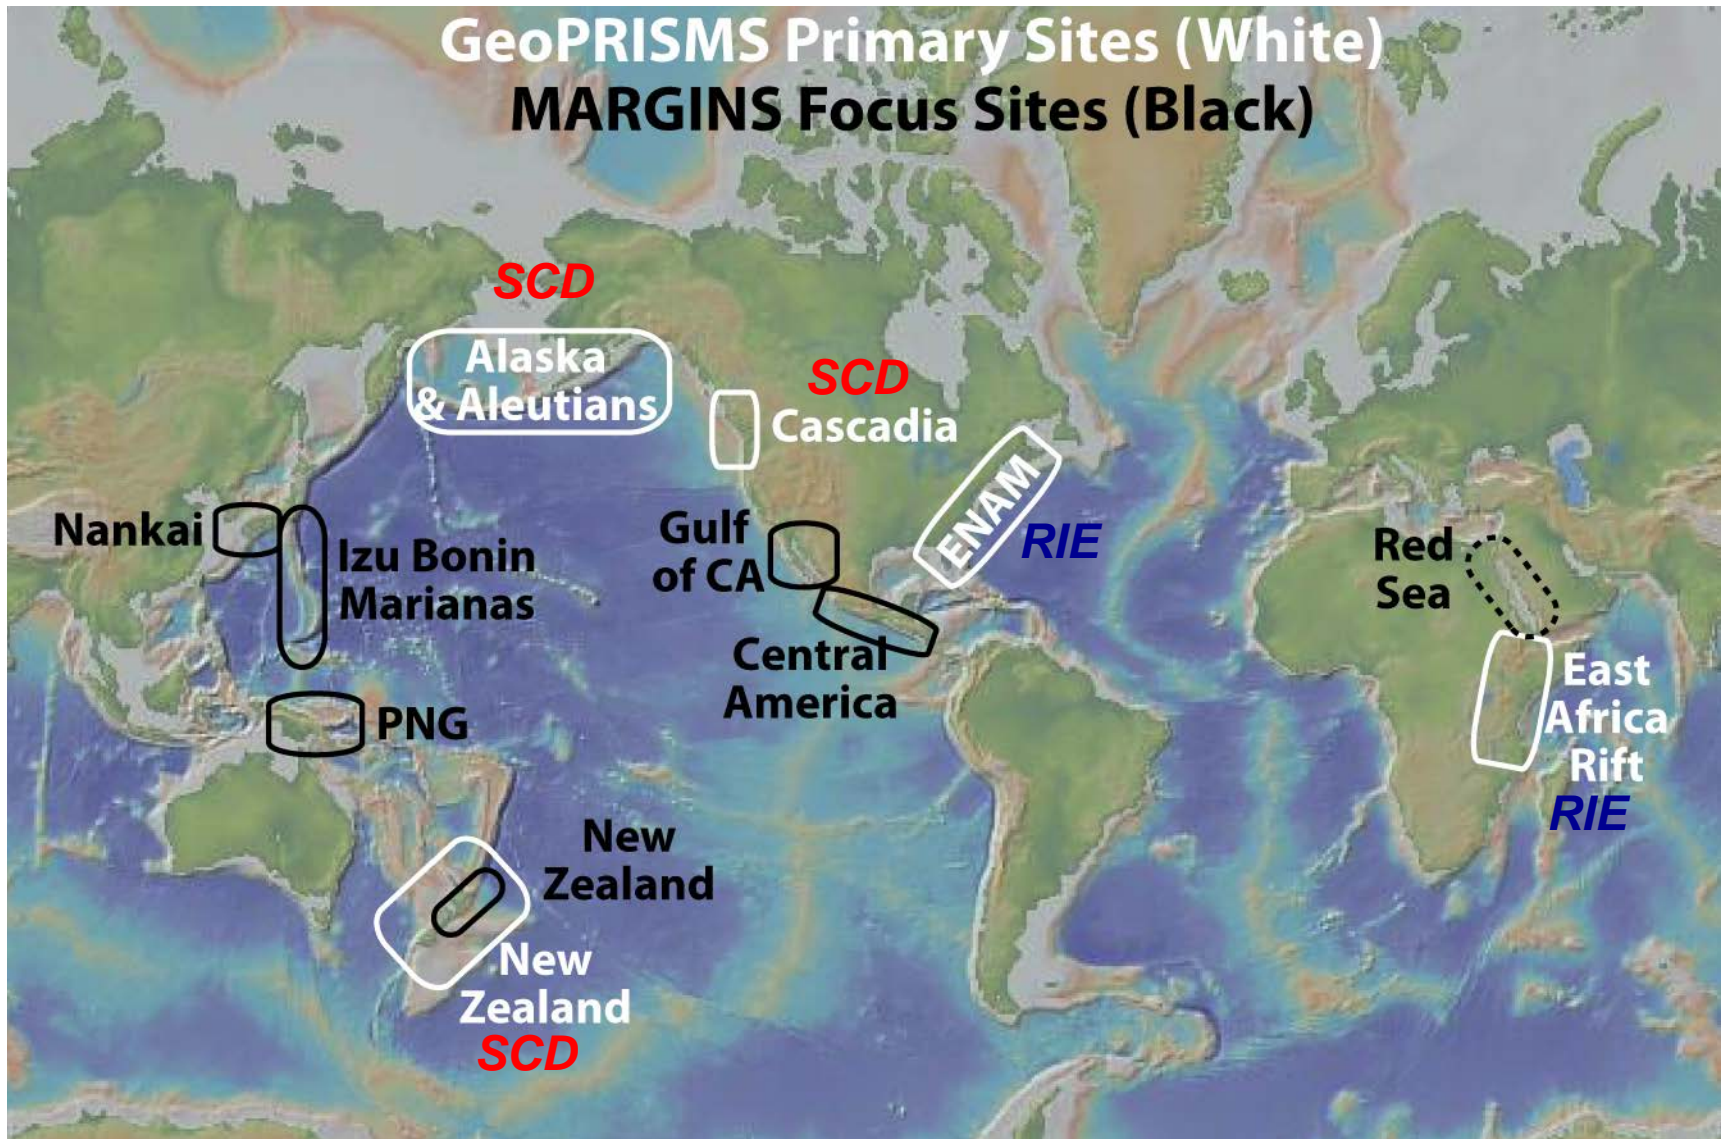 GeoPRISMS Primary Sites (White)
MARGINS Focus Sites (Black)
SCD
Alaska
& Aleutians
SCD
Cascadia
ENAM
RIE
Nankai
Izu Bonin
Marianas
Gulf
of CA
Red
Sea
Central
America
PNG
East
Africa
Rift
RIE
New
Zealand
New
Zealand
SCD